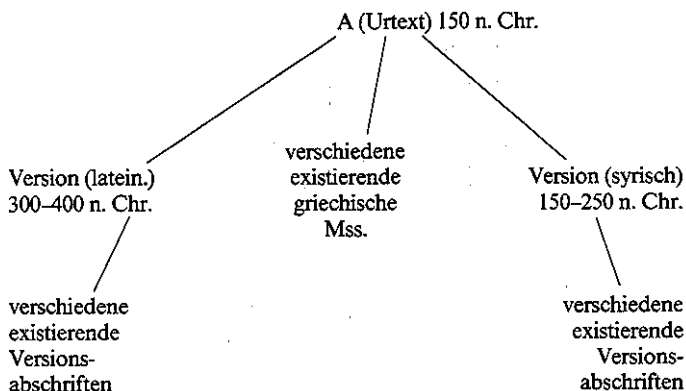 A (Urtext) 150 n. Chr.
Version (latein.)
300–400 n. Chr.
verschiedene
existierende
griechische
Mss.
Version (syrisch)
150–250 n. Chr.
verschiedene
existierende
Versions-
abschriften
verschiedene
existierende
Versions-
abschriften